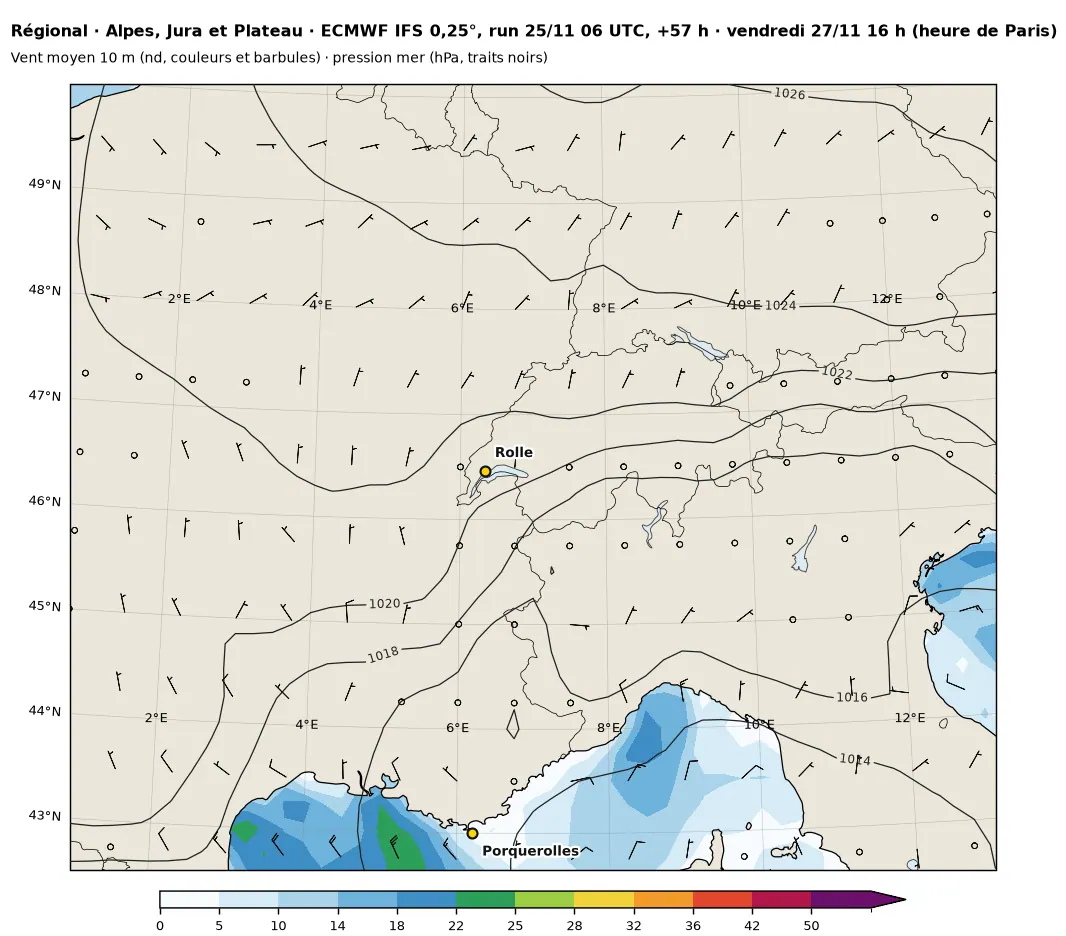 Régional · Alpes, Jura et Plateau · ECMWF IFS 0,25°, run 25/11 06 UTC, +57 h · vendredi 27/11 16 h (heure de Paris)
Vent moyen 10 m (nd, couleurs et barbules) · pression mer (hPa, traits noirs)
1026
49°N
48°N
2°E 4°E 6°E 8°E 10°E 1024 12°E
1022
47°N
Rolle
46°N
1020
45°N
1018
1016
44°N
2°E 4°E 6°E 8°E 10°E 12°E
1014
43°N
Porquerolles
0 5 10 14 18 22 25 28 32 36 42 50